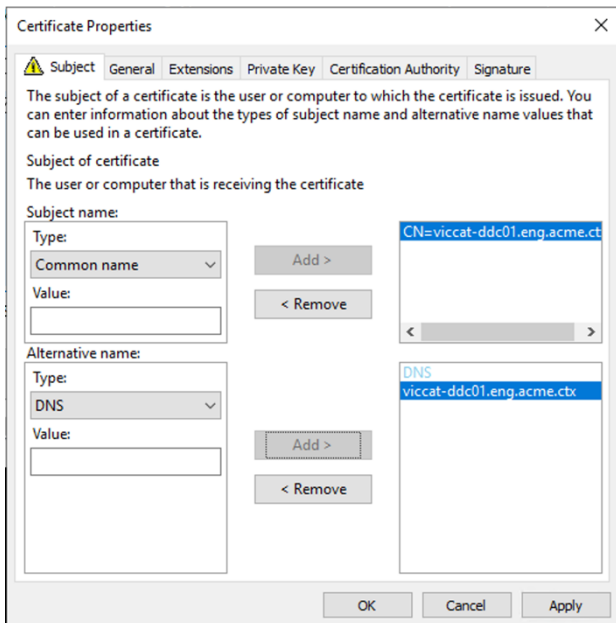 Certificate Properties
Subject General Extensions Private Key Certification Authority Signature
The subject of a certificate is the user or computer to which the certificate is issued. You
can enter information about the types of subject name and alternative name values that
can be used in a certificate.
Subject of certificate
The user or computer that is receiving the certificate
Subject name:
Type:
Common name
Value:
Add >
< Remove
CN=viccat-ddc01.eng.acme.ct
Alternative name:
Type:
DNS
Value:
Add >
< Remove
DNS
viccat-ddc01.eng.acme.ctx
OK Cancel Apply